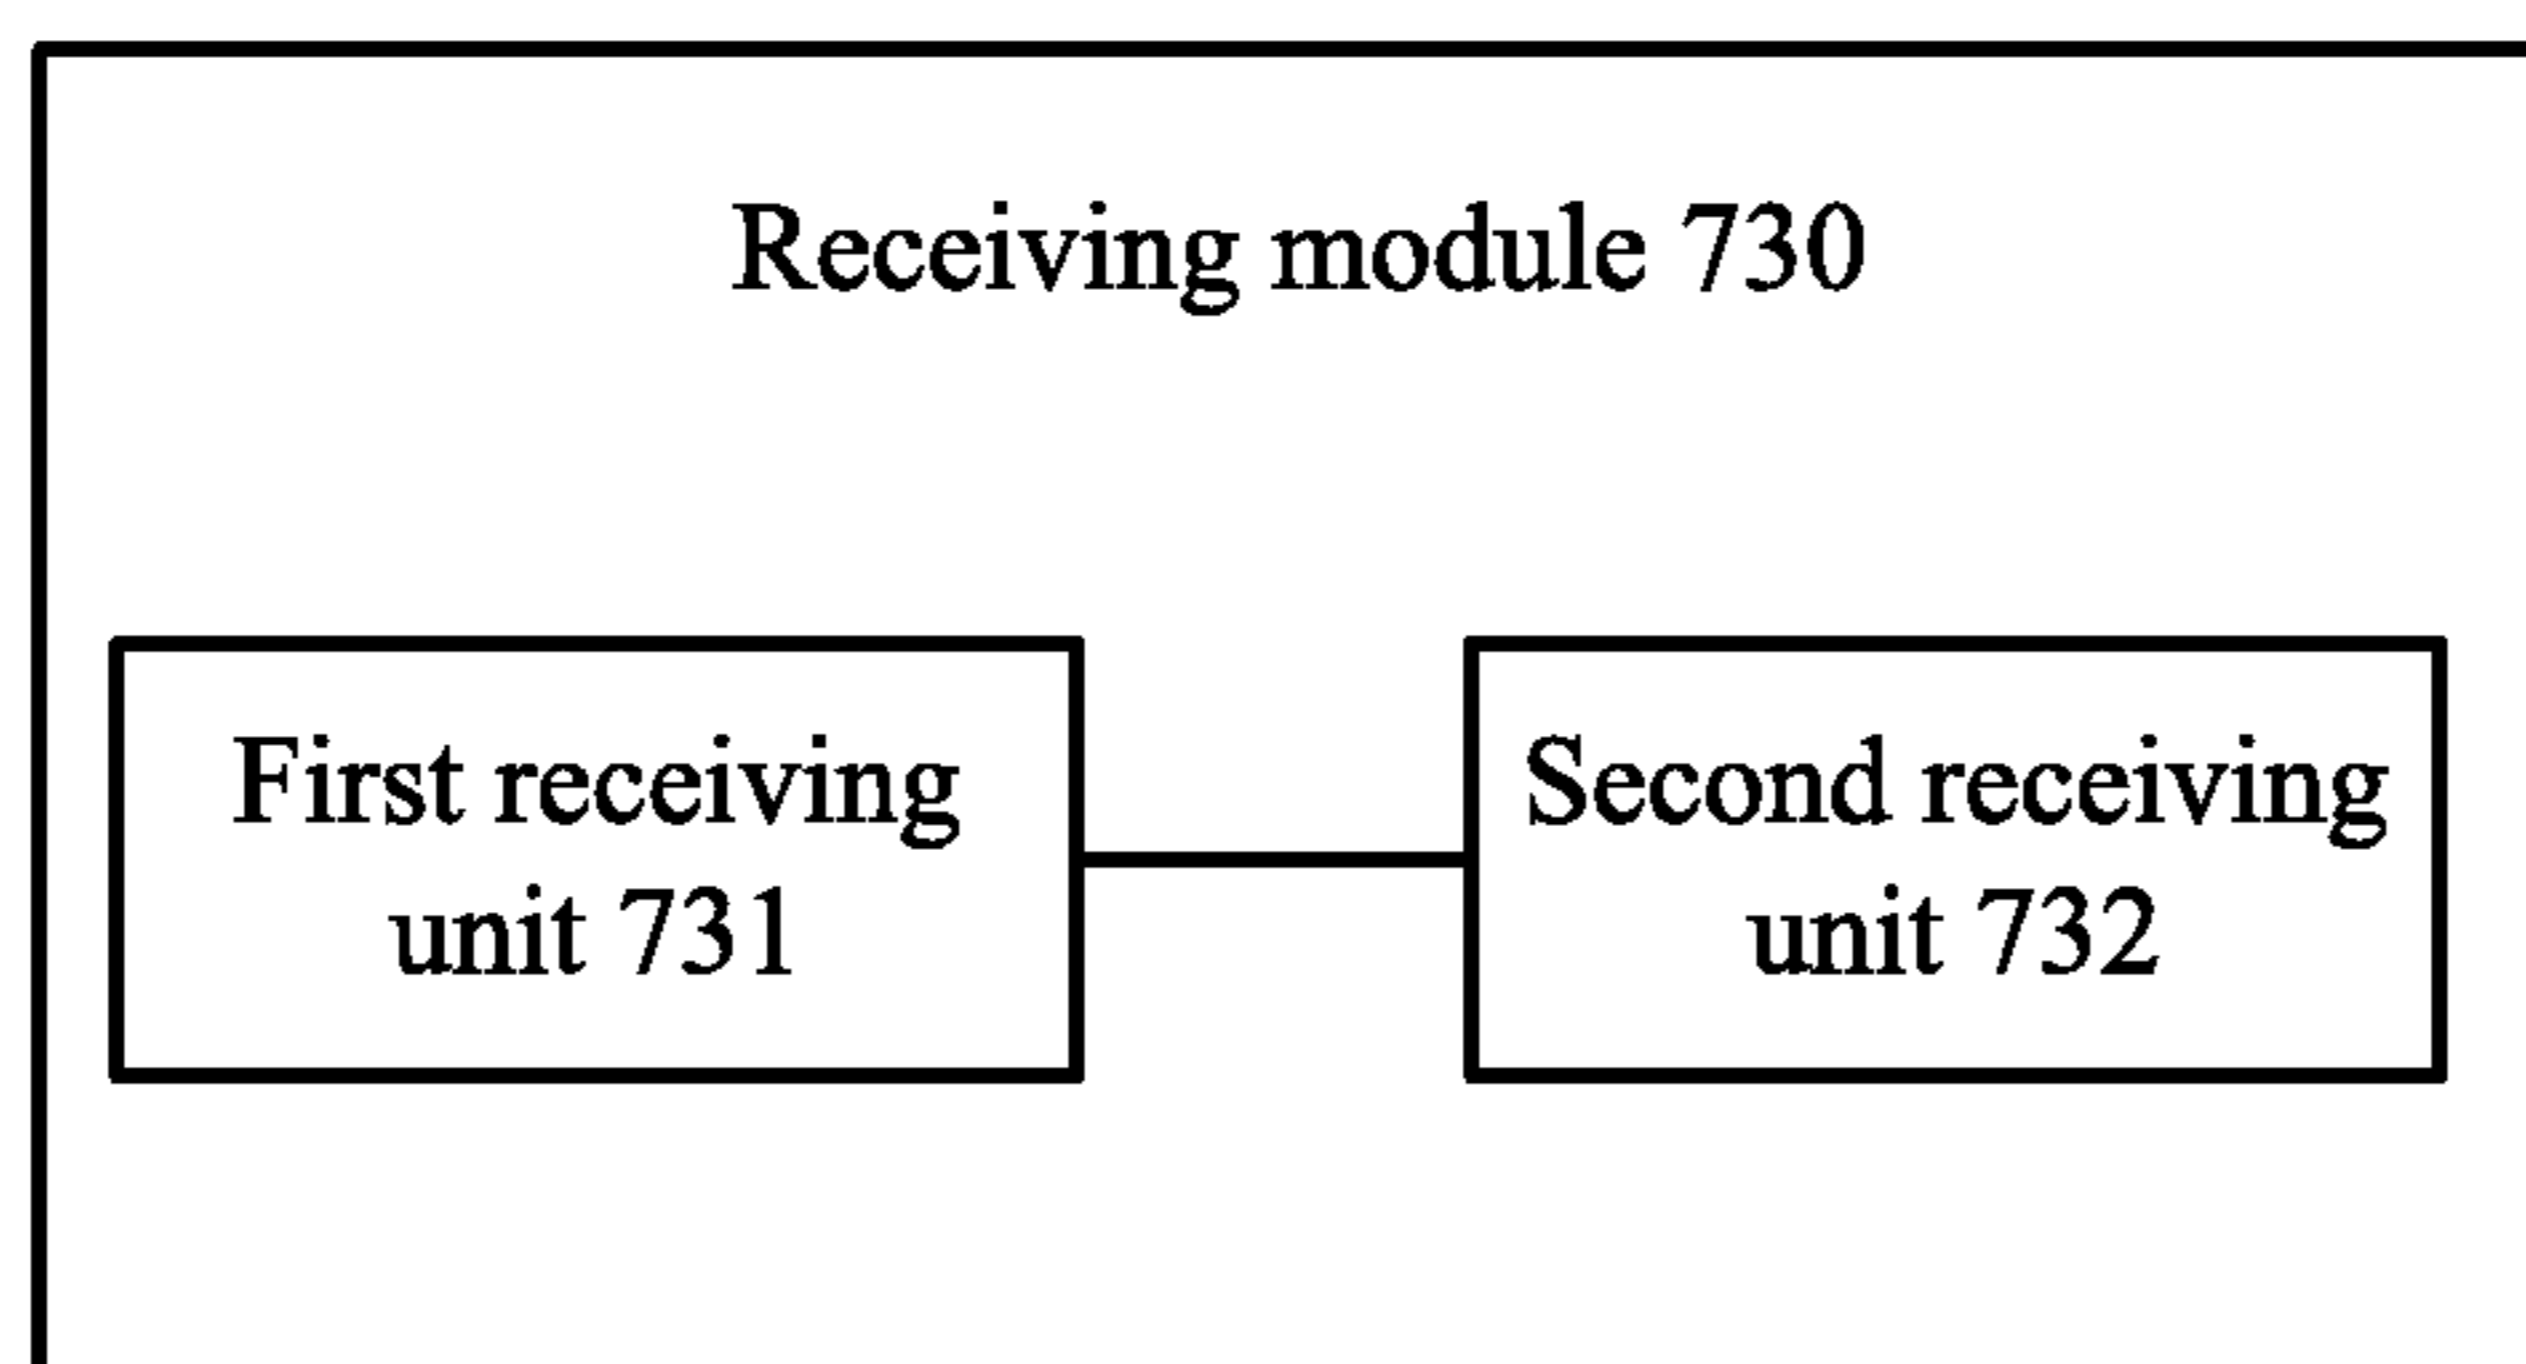 Receiving module 730
First receiving
unit 731
Second receiving
unit 732